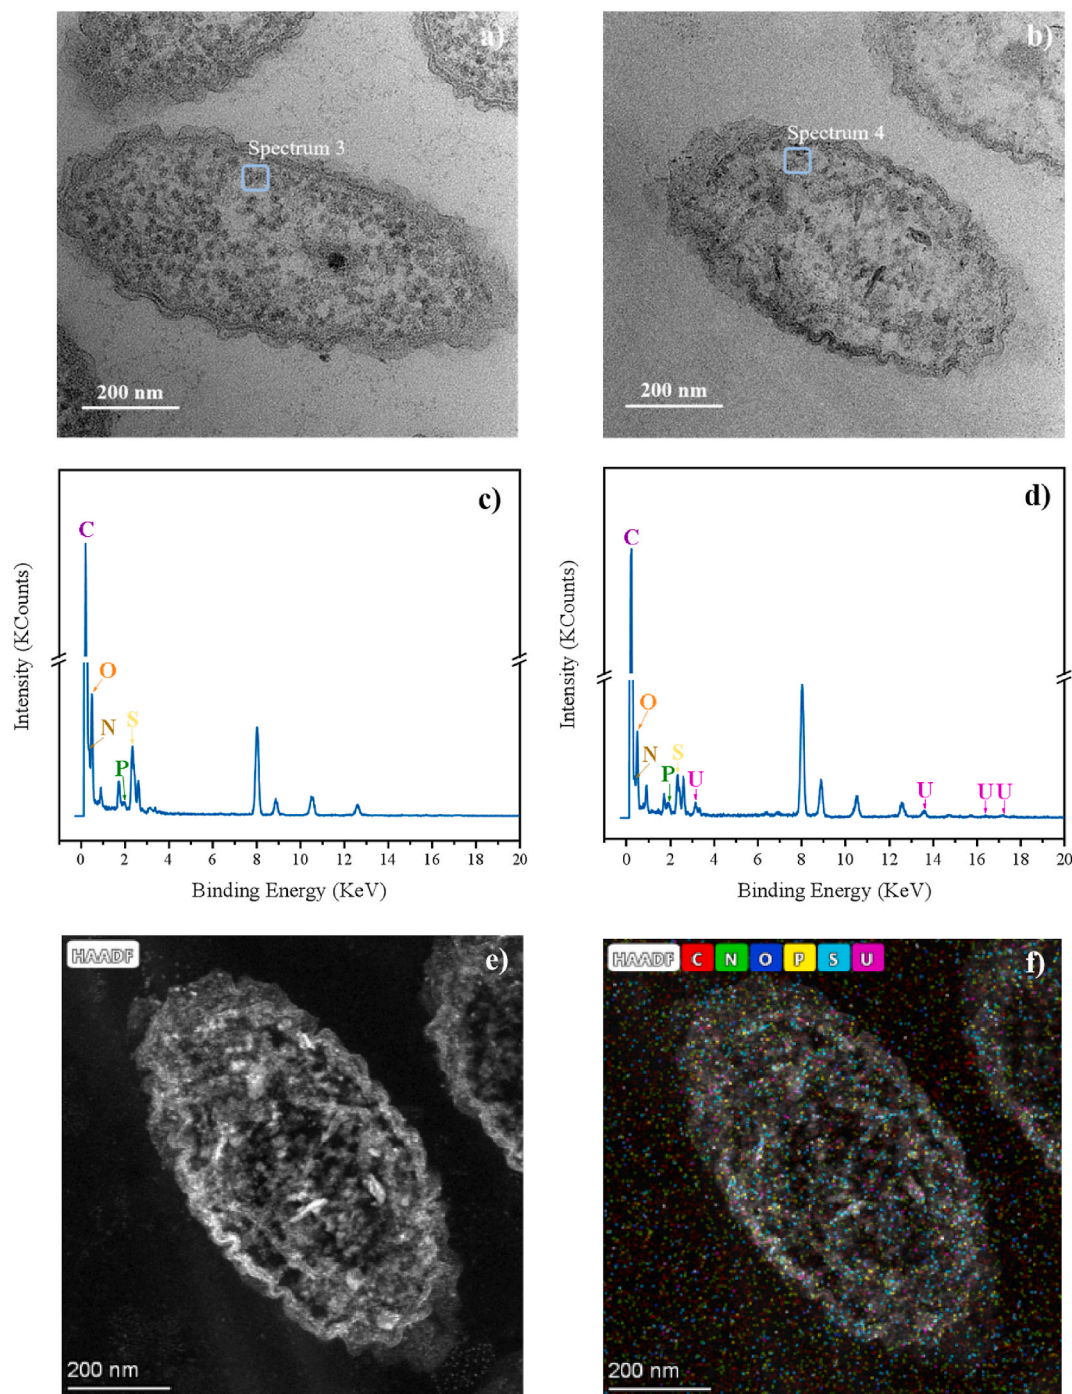 a)
Spectrum 3
200 nm
b)
Spectrum 4
200 nm
c)
C
O
N
S
P
Intensity (KCounts)
0 2 4 6 8 10 12 14 16 18 20
Binding Energy (KeV)
d)
C
O
N
S
P
U
U
U U
Intensity (KCounts)
0 2 4 6 8 10 12 14 16 18 20
Binding Energy (KeV)
HAADF
e)
200 nm
HAADF C N O P S U
f)
200 nm